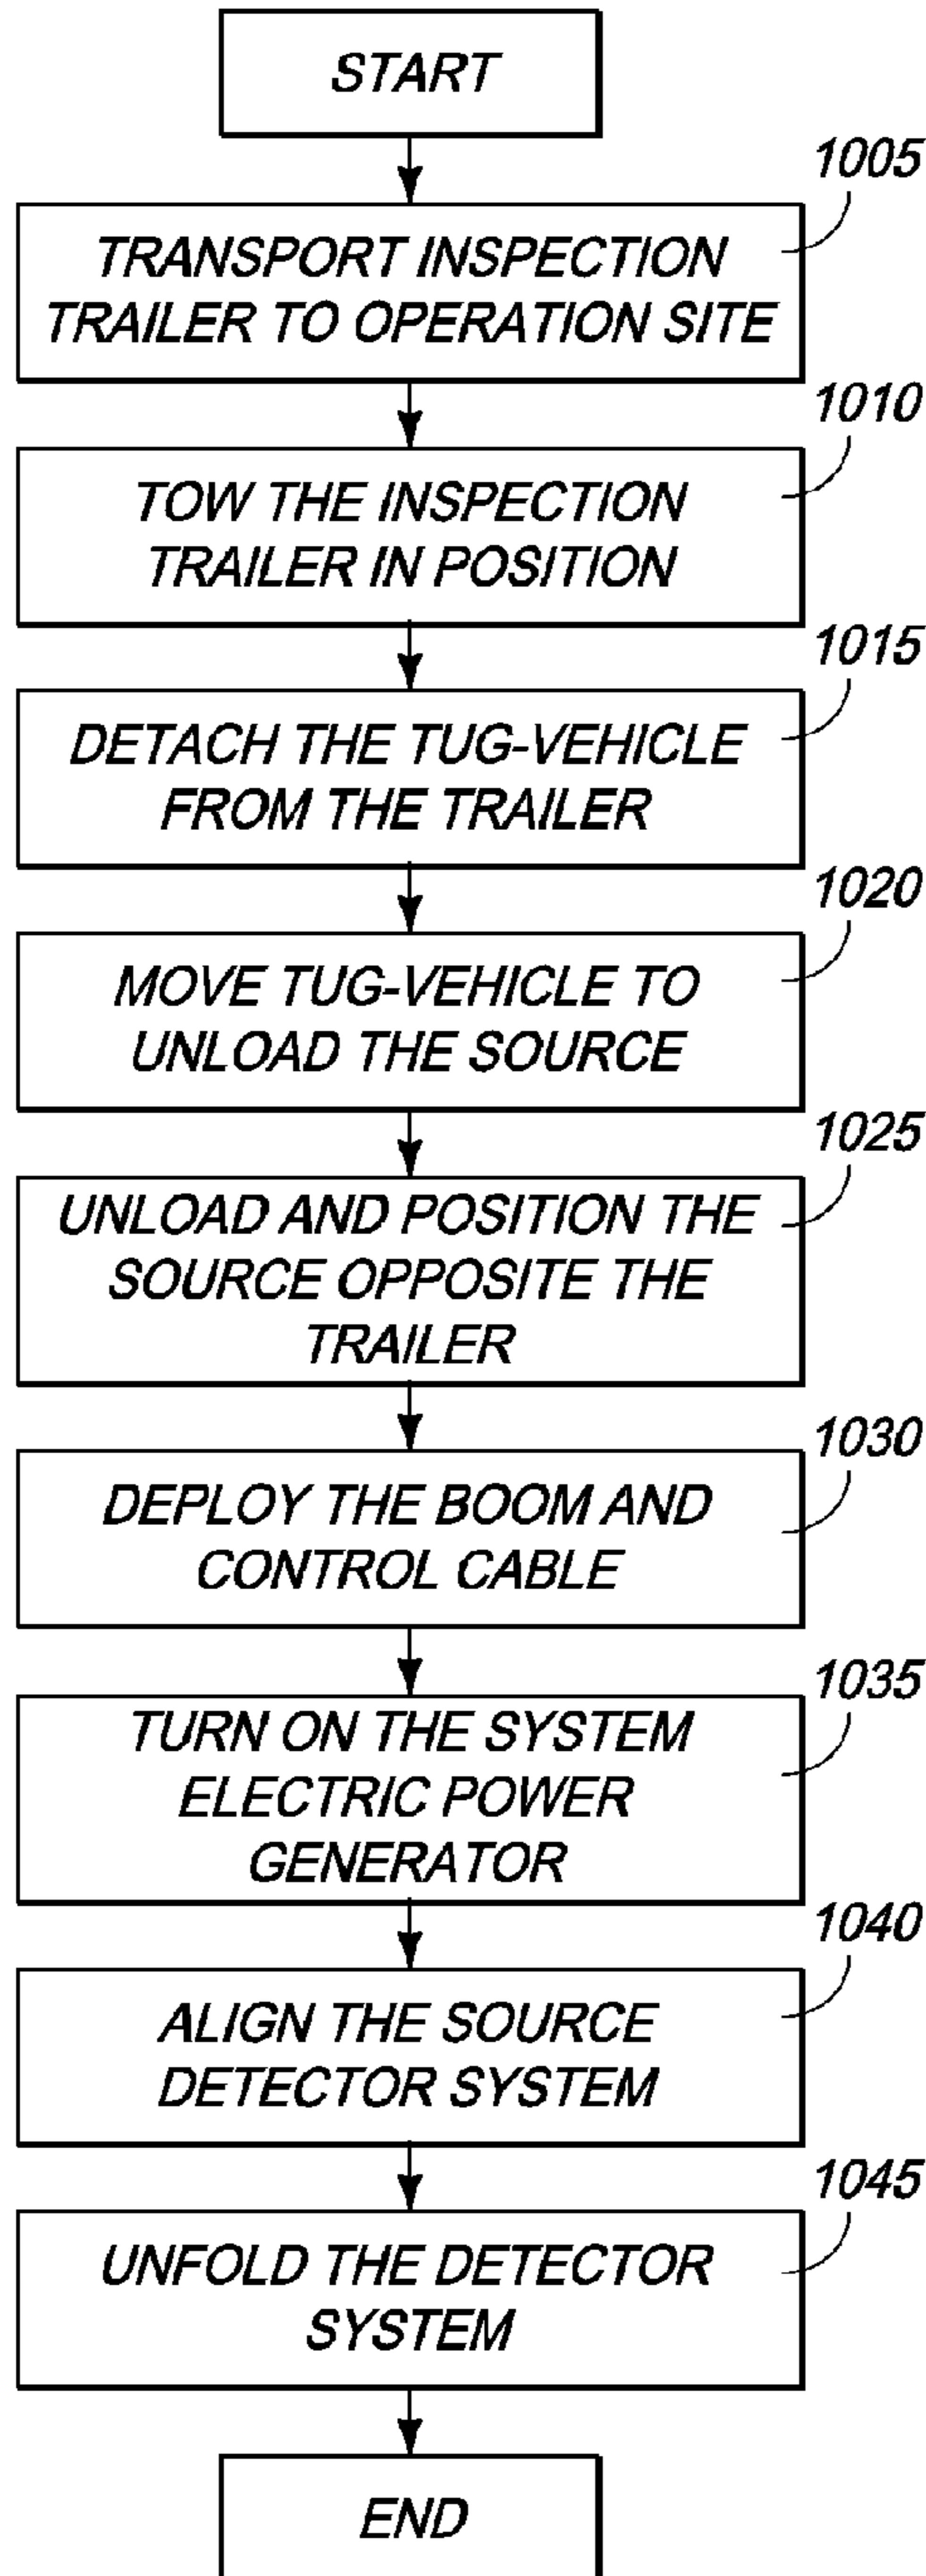 START
1005
TRANSPORT INSPECTION
TRAILER TO OPERATION SITE
1010
TOW THE INSPECTION
TRAILER IN POSITION
1015
DETACH THE TUG-VEHICLE
FROM THE TRAILER
1020
MOVE TUG-VEHICLE TO
UNLOAD THE SOURCE
1025
UNLOAD AND POSITION THE
SOURCE OPPOSITE THE
TRAILER
1030
DEPLOY THE BOOM AND
CONTROL CABLE
1035
TURN ON THE SYSTEM
ELECTRIC POWER
GENERATOR
1040
ALIGN THE SOURCE
DETECTOR SYSTEM
1045
UNFOLD THE DETECTOR
SYSTEM
END